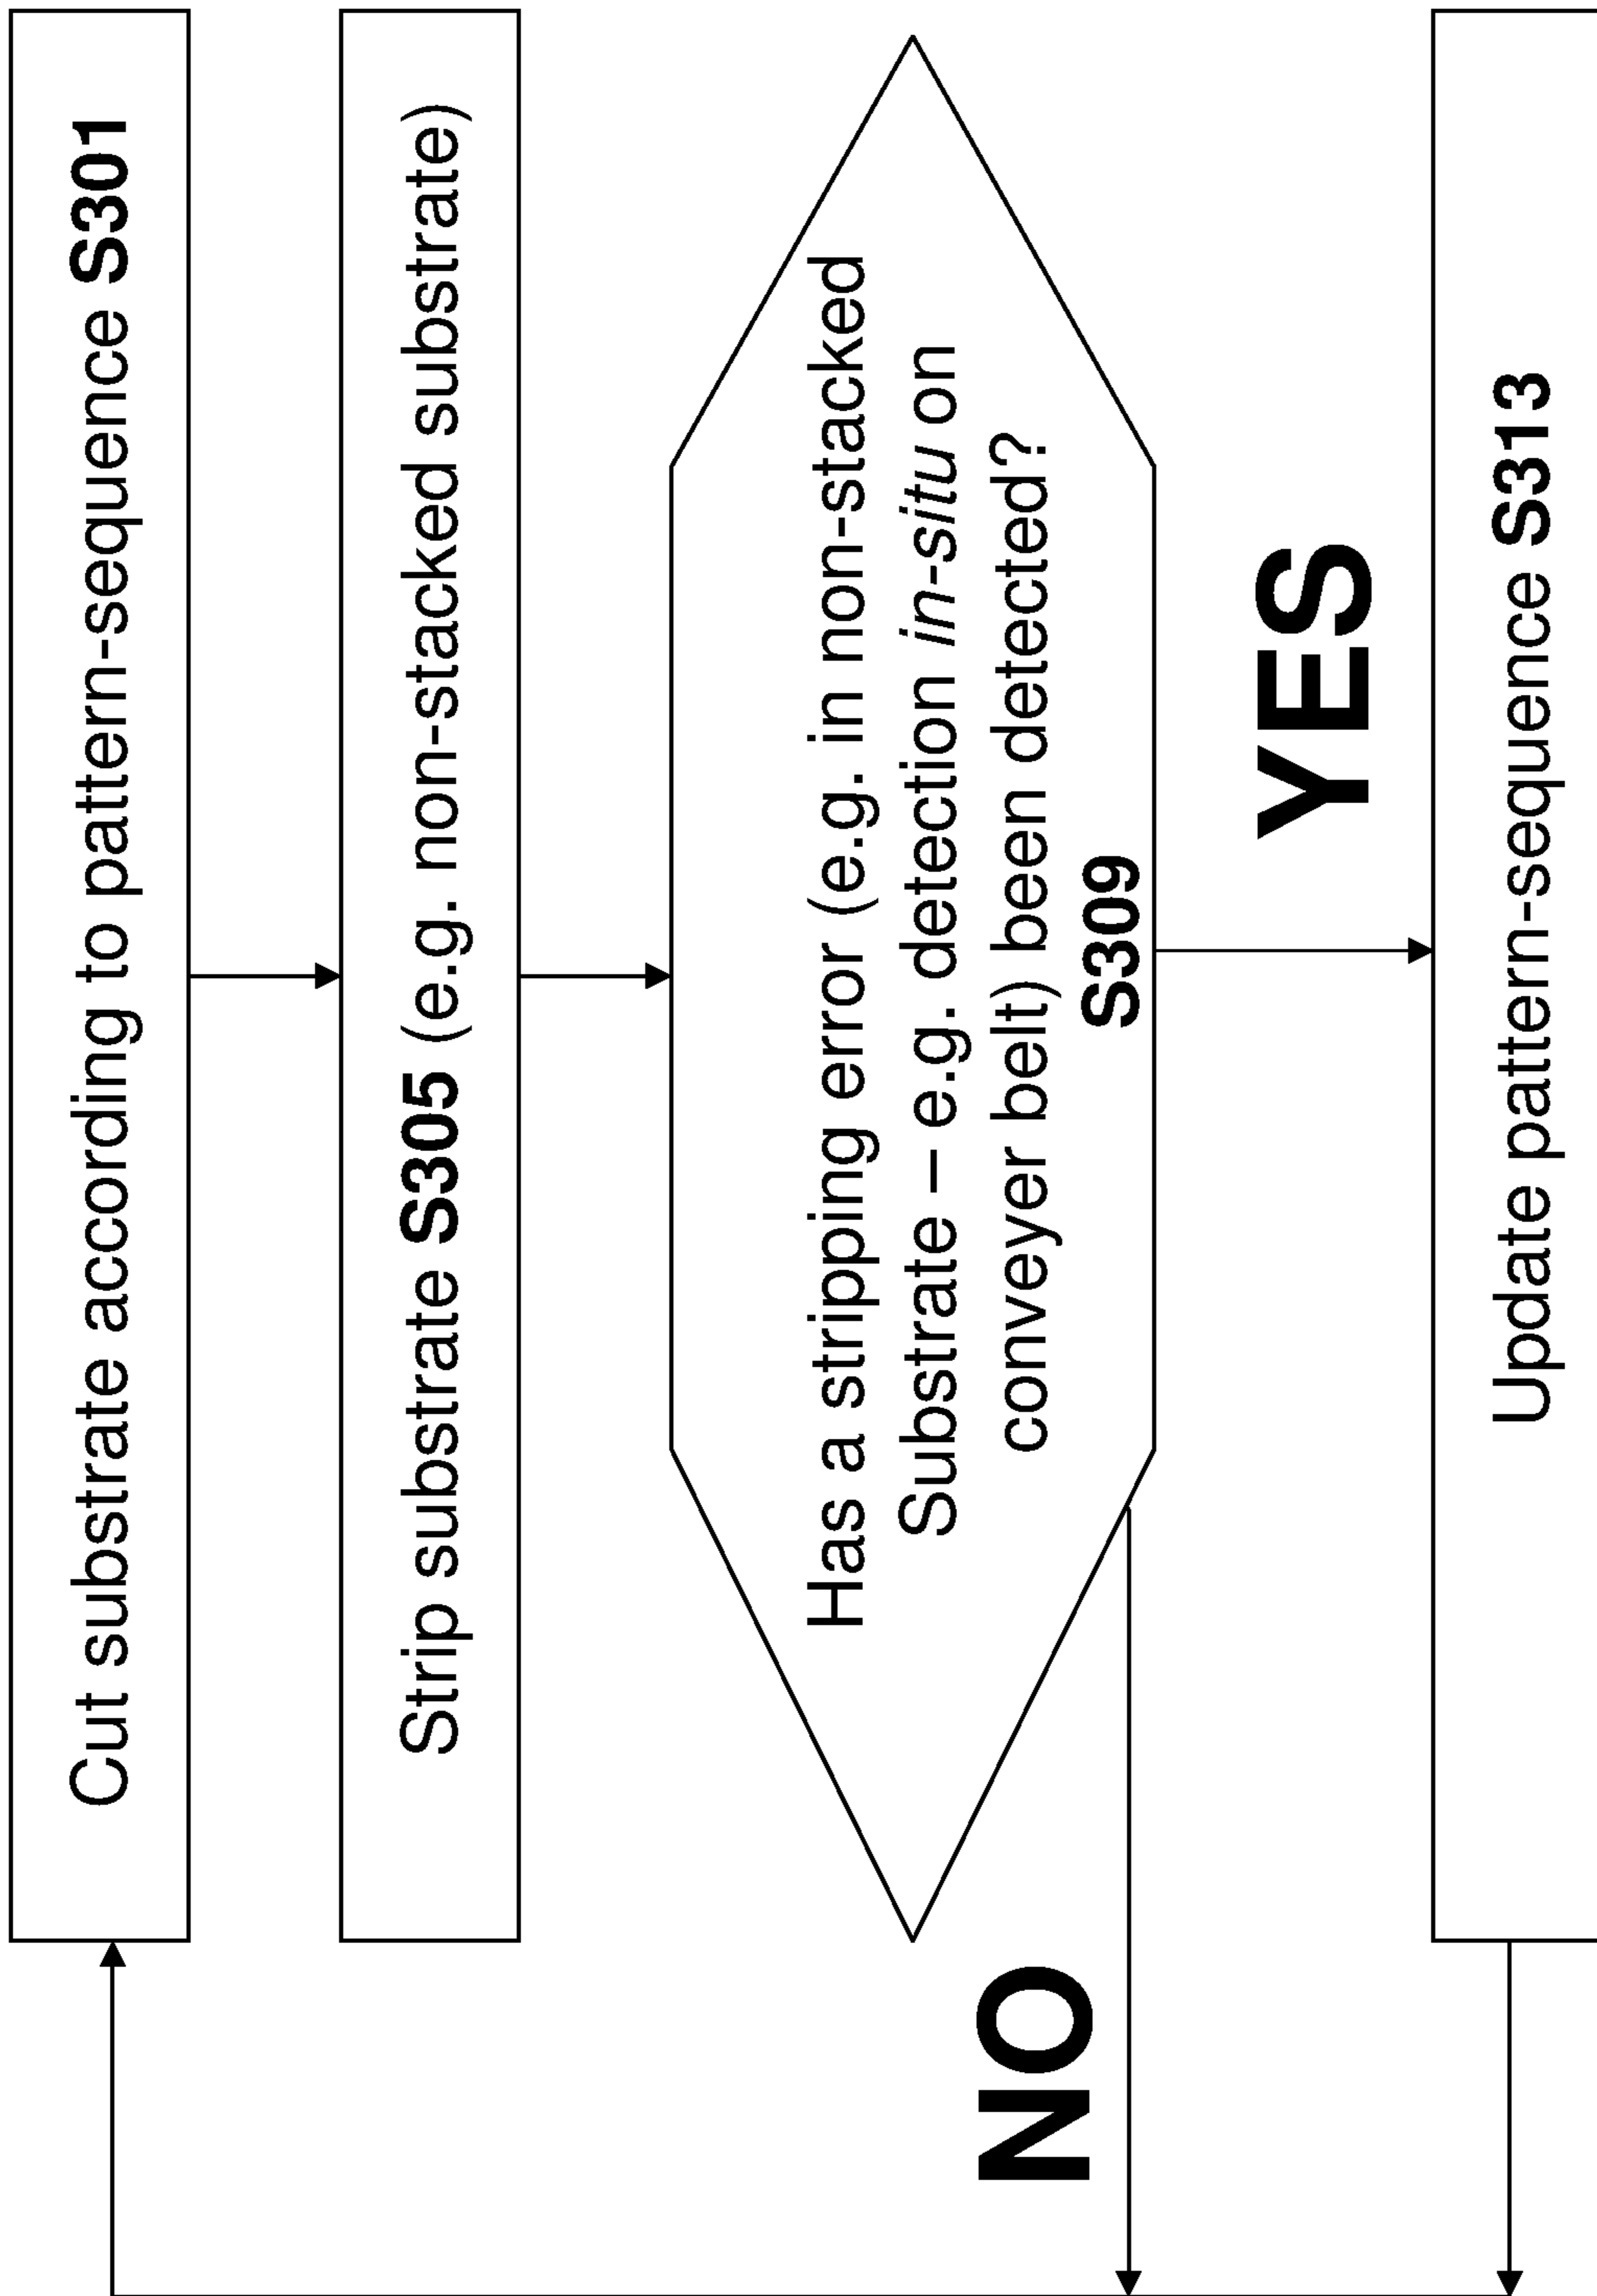 Cut substrate according to pattern-sequence S301
Strip substrate S305 (e.g. non-stacked substrate)
Has a stripping error (e.g. in non-stacked
Substrate – e.g. detection in-situ on
conveyer belt) been detected?
S309
NO
YES
Update pattern-sequence S313